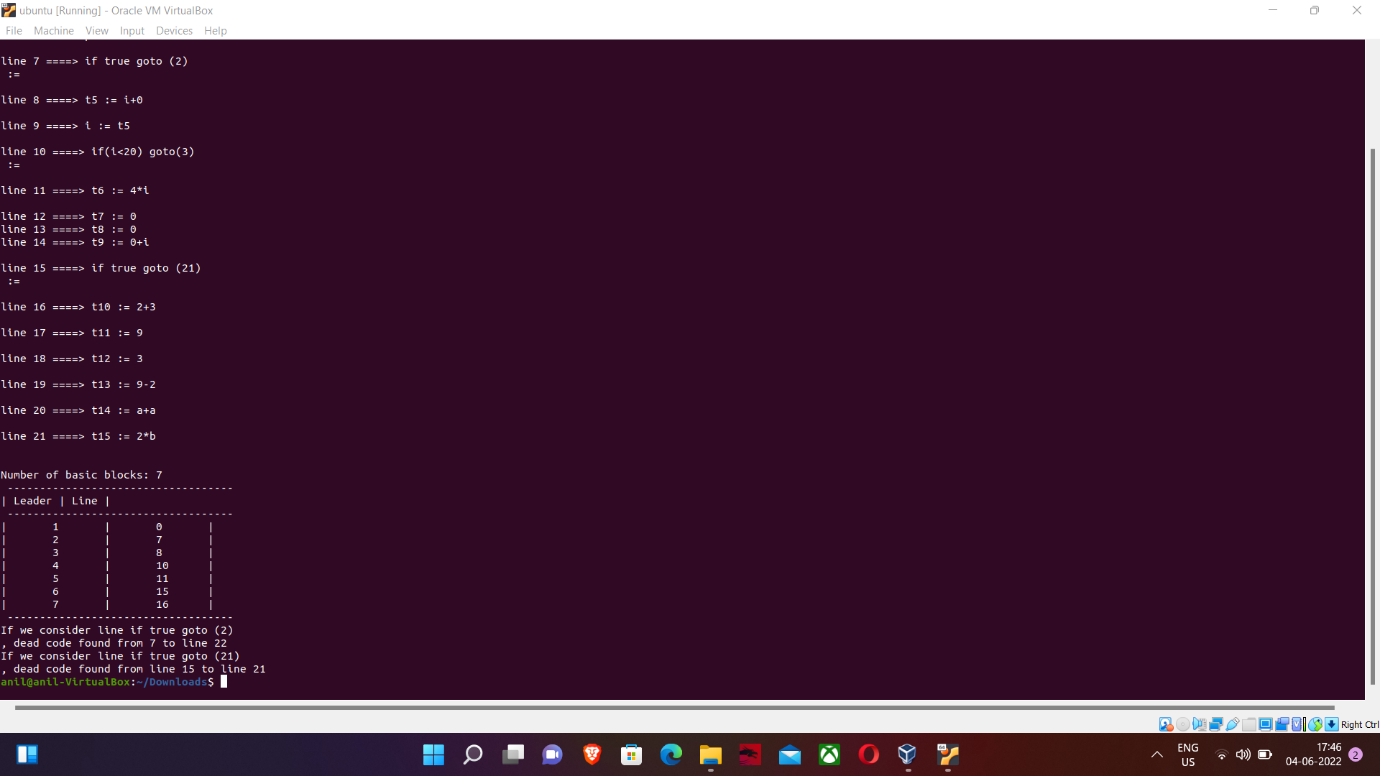 ubuntu [Running] - Oracle VM VirtualBox
File Machine View Input Devices Help
line 7 ====> if true goto (2)
:=
line 8 ====> t5 := i+0
line 9 ====> i := t5
line 10 ====> if(i<20) goto(3)
:=
line 11 ====> t6 := 4*i
line 12 ====> t7 := 0
line 13 ====> t8 := 0
line 14 ====> t9 := 0+i
line 15 ====> if true goto (21)
:=
line 16 ====> t10 := 2+3
line 17 ====> t11 := 9
line 18 ====> t12 := 3
line 19 ====> t13 := 9-2
line 20 ====> t14 := a+a
line 21 ====> t15 := 2*b
Number of basic blocks: 7
-----------------------------------
| Leader | Line |
-----------------------------------
| 1 | 0 |
| 2 | 7 |
| 3 | 8 |
| 4 | 10 |
| 5 | 11 |
| 6 | 15 |
| 7 | 16 |
-----------------------------------
If we consider line if true goto (2)
, dead code found from 7 to line 22
If we consider line if true goto (21)
, dead code found from line 15 to line 21
anil@anil-VirtualBox:~/Downloads$
Right Ctrl
ENG
US
17:46
04-06-2022
2